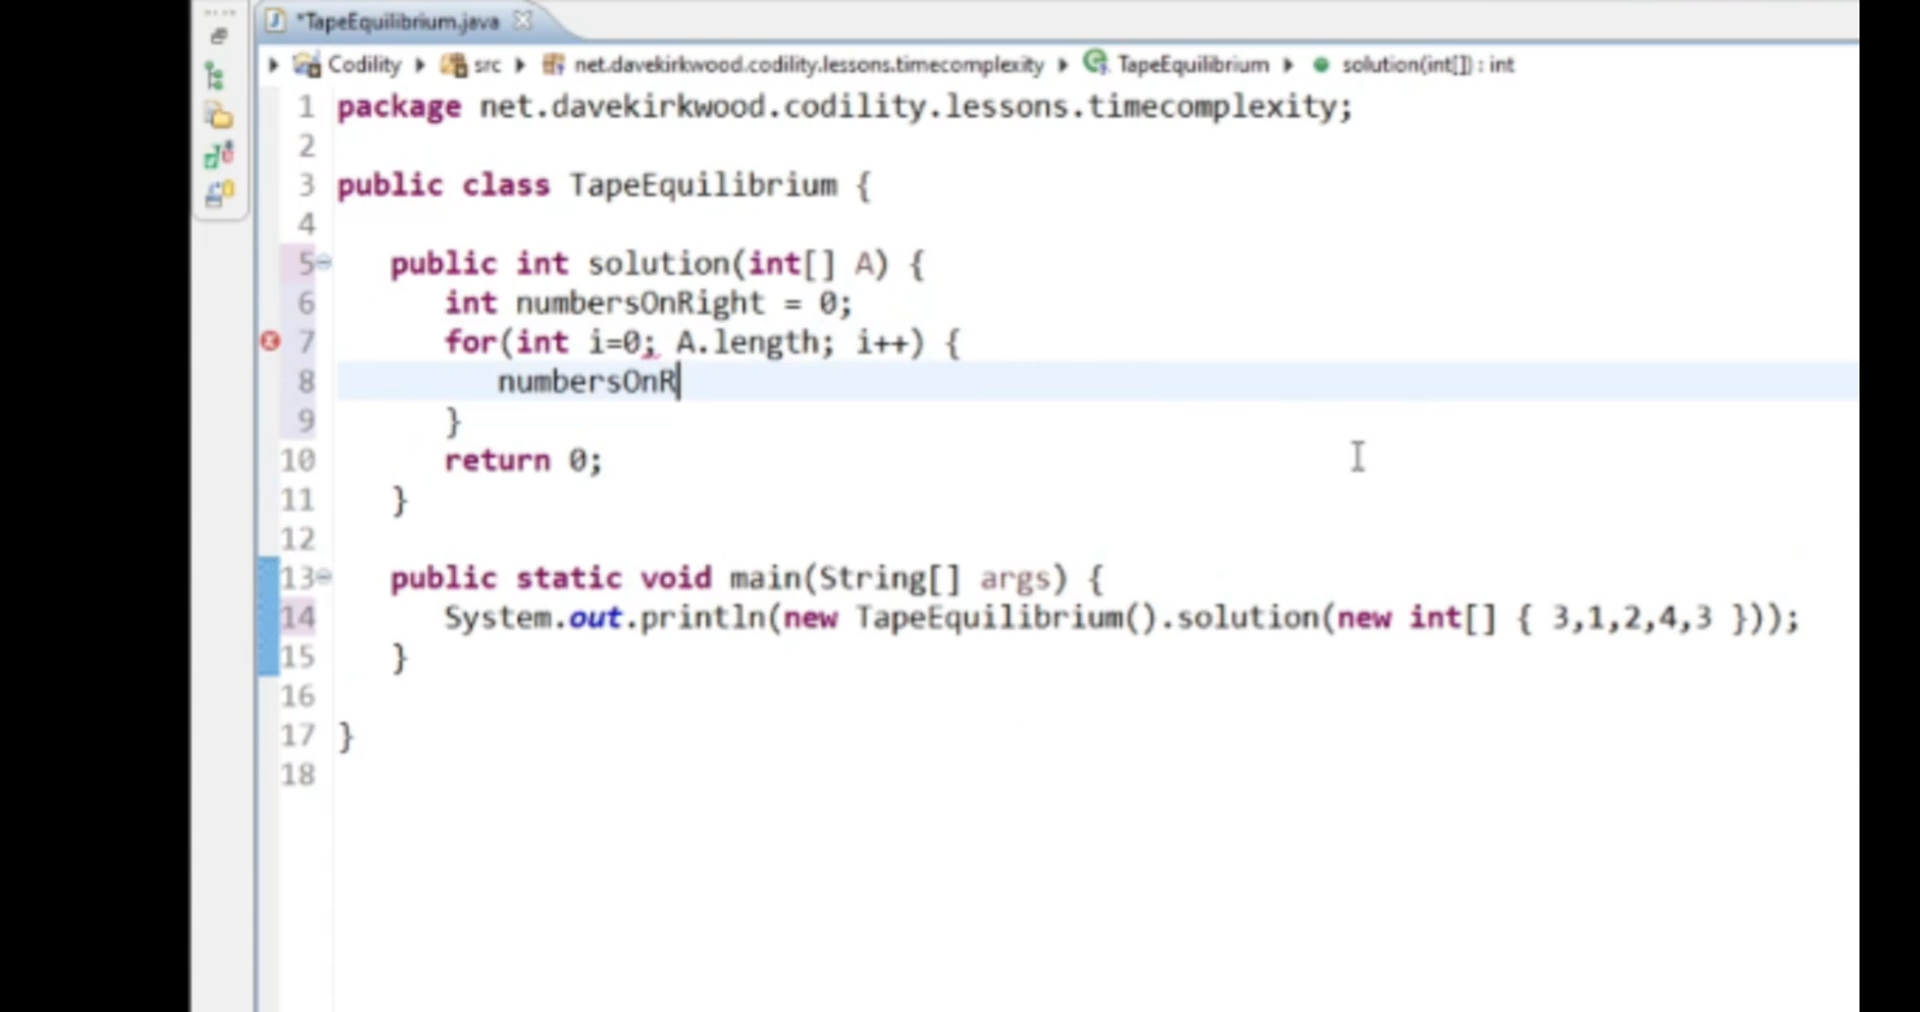 *TapeEquilibrium.java
Codility src net.davekirkwood.codility.lessons.timecomplexity TapeEquilibrium solution(int[]) : int
1 package net.davekirkwood.codility.lessons.timecomplexity;
2
3 public class TapeEquilibrium {
4
5 public int solution(int[] A) {
6 int numbersOnRight = 0;
7 for(int i=0; A.length; i++) {
8 numbersOnR
9 }
10 return 0;
11 }
12
13 public static void main(String[] args) {
14 System.out.println(new TapeEquilibrium().solution(new int[] { 3,1,2,4,3 }));
15 }
16
17 }
18